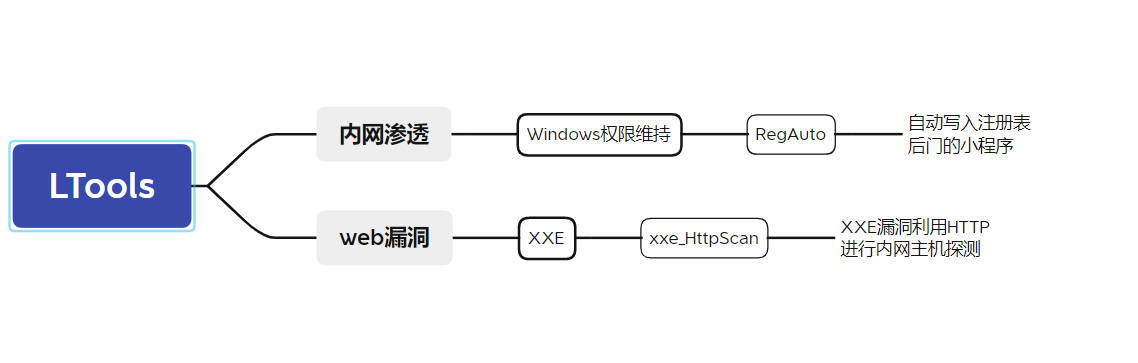 LTools
内网渗透
Windows权限维持
RegAuto
自动写入注册表
后门的小程序
web漏洞
XXE
xxe_HttpScan
XXE漏洞利用HTTP
进行内网主机探测